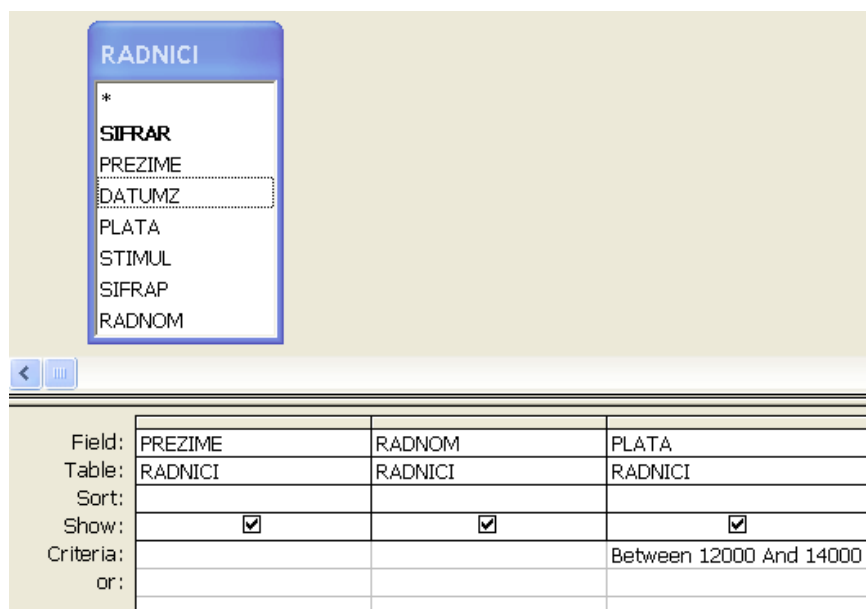 RADNICI
*
SIFRAR
PREZIME
DATUMZ
PLATA
STIMUL
SIFRAP
RADNOM
Field: PREZIME RADNOM PLATA
Table: RADNICI RADNICI RADNICI
Sort:
Show:
Criteria: Between 12000 And 14000
or: